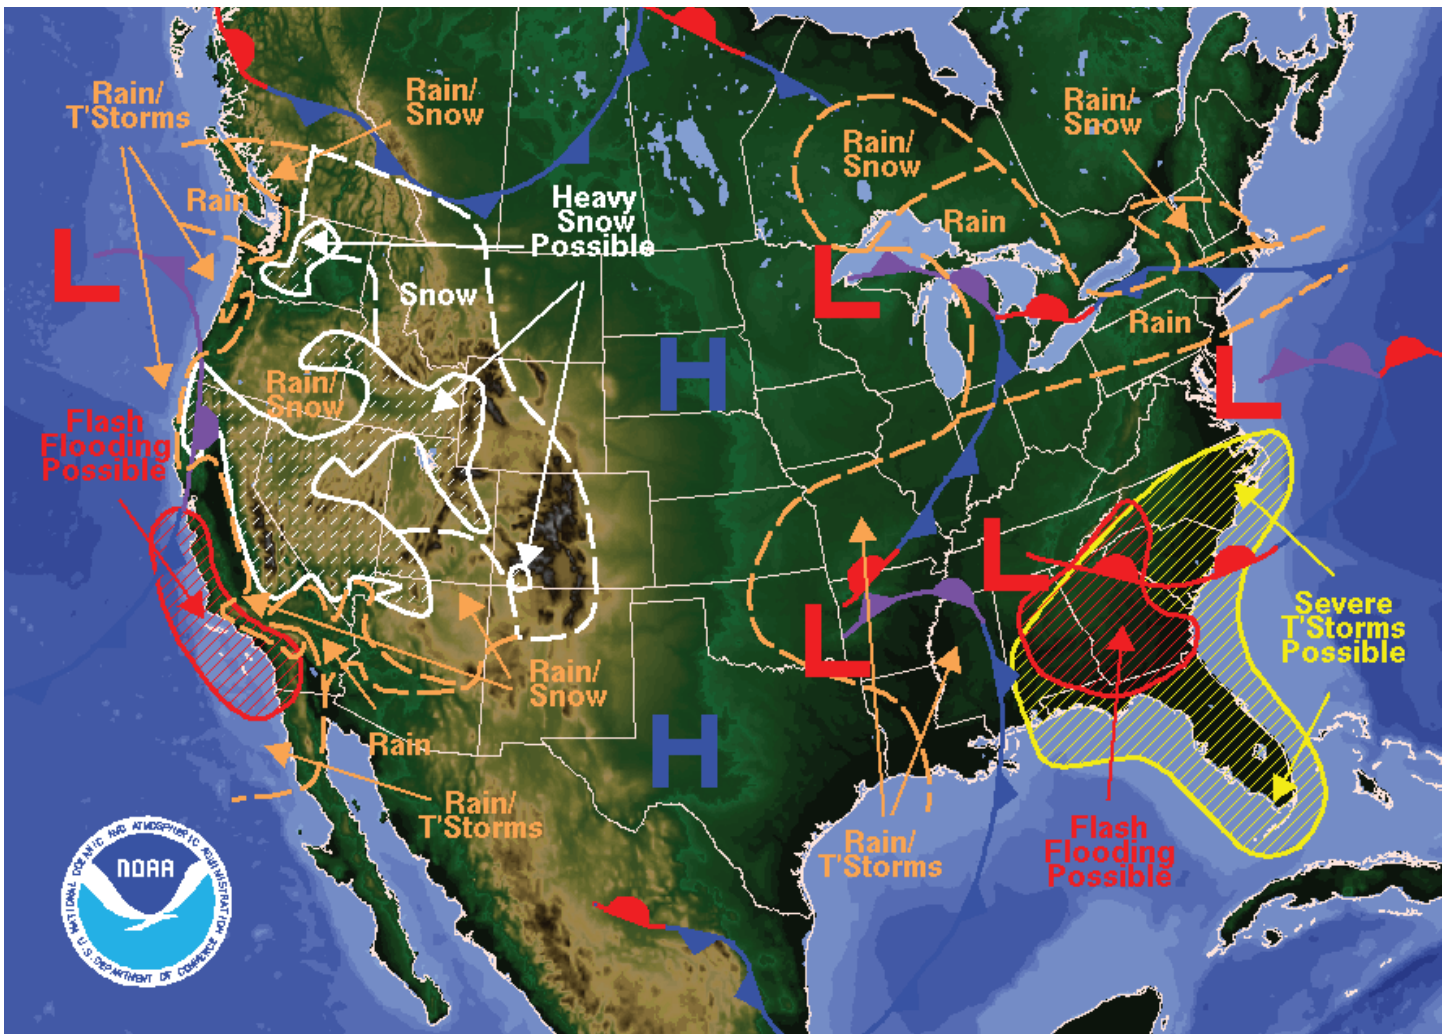 Rain/
T'Storms
Rain/
Snow
Rain
Heavy
Snow
Possible
Snow
L
Rain/
Snow
Flash
Flooding
Possible
Rain/
Snow
Rain/
Snow
Rain
L
H
Rain
L
L
L
Severe
T'Storms
Possible
Rain/
Snow
Rain
H
Rain/
T'Storms
Rain/
T'Storms
Flash
Flooding
Possible
NATIONAL OCEANIC AND ATMOSPHERIC ADMINISTRATION
NOAA
U.S. DEPARTMENT OF COMMERCE